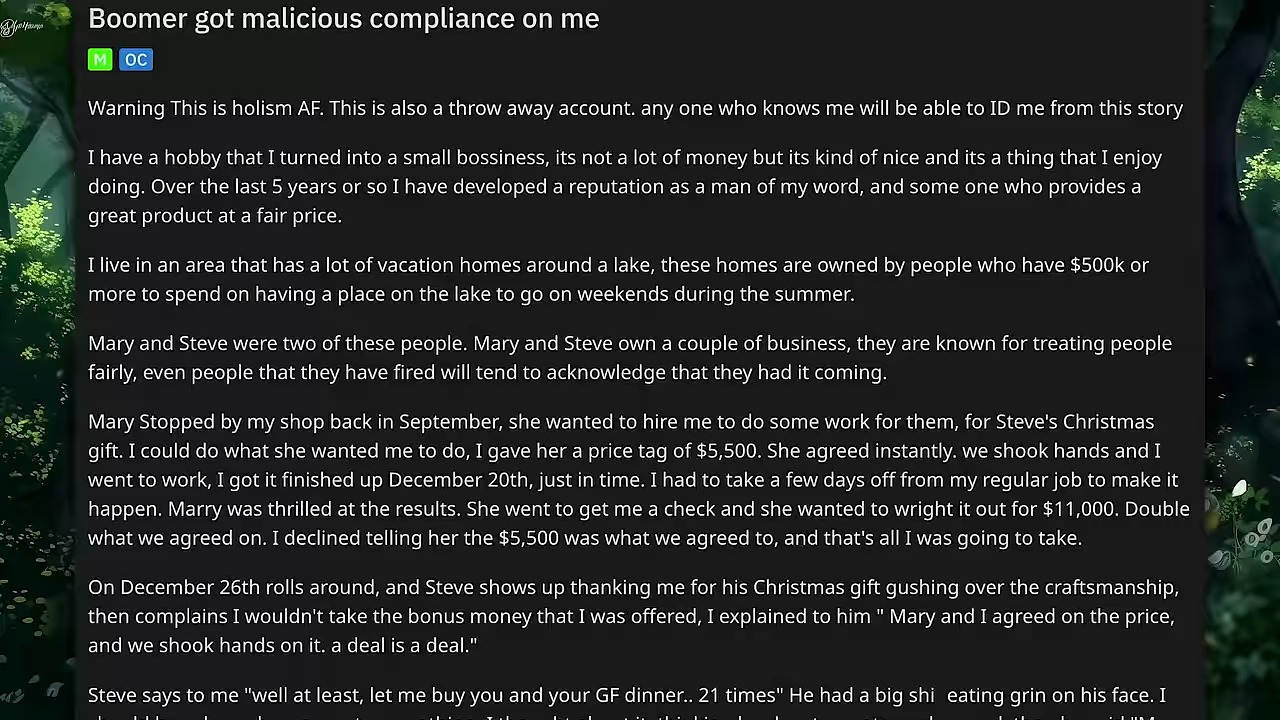 Boomer got malicious compliance on me
M OC
Warning This is holism AF. This is also a throw away account. any one who knows me will be able to ID me from this story
I have a hobby that I turned into a small bossiness, its not a lot of money but its kind of nice and its a thing that I enjoy
doing. Over the last 5 years or so I have developed a reputation as a man of my word, and some one who provides a
great product at a fair price.
I live in an area that has a lot of vacation homes around a lake, these homes are owned by people who have $500k or
more to spend on having a place on the lake to go on weekends during the summer.
Mary and Steve were two of these people. Mary and Steve own a couple of business, they are known for treating people
fairly, even people that they have fired will tend to acknowledge that they had it coming.
Mary Stopped by my shop back in September, she wanted to hire me to do some work for them, for Steve's Christmas
gift. I could do what she wanted me to do, I gave her a price tag of $5,500. She agreed instantly. we shook hands and I
went to work, I got it finished up December 20th, just in time. I had to take a few days off from my regular job to make it
happen. Marry was thrilled at the results. She went to get me a check and she wanted to wright it out for $11,000. Double
what we agreed on. I declined telling her the $5,500 was what we agreed to, and that's all I was going to take.
On December 26th rolls around, and Steve shows up thanking me for his Christmas gift gushing over the craftsmanship,
then complains I wouldn't take the bonus money that I was offered, I explained to him " Mary and I agreed on the price,
and we shook hands on it. a deal is a deal."
Steve says to me "well at least, let me buy you and your GF dinner.. 21 times" He had a big shi eating grin on his face. I